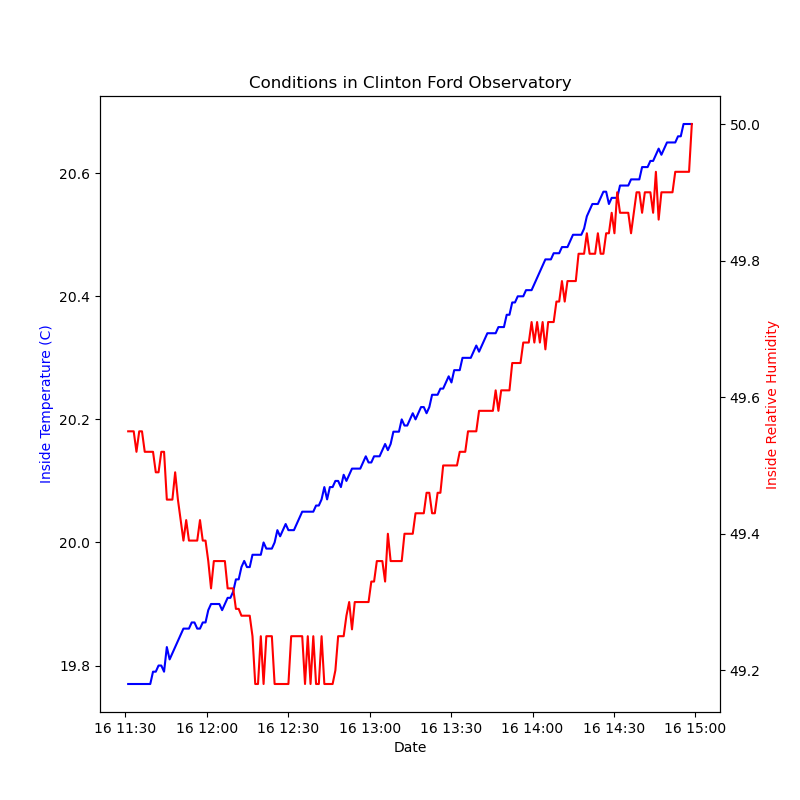 Conditions in Clinton Ford Observatory
20.6
20.4
20.2
20.0
19.8
Inside Temperature (C)
50.0
49.8
49.6
49.4
49.2
Inside Relative Humidity
16 11:30 16 12:00 16 12:30 16 13:00 16 13:30 16 14:00 16 14:30 16 15:00
Date